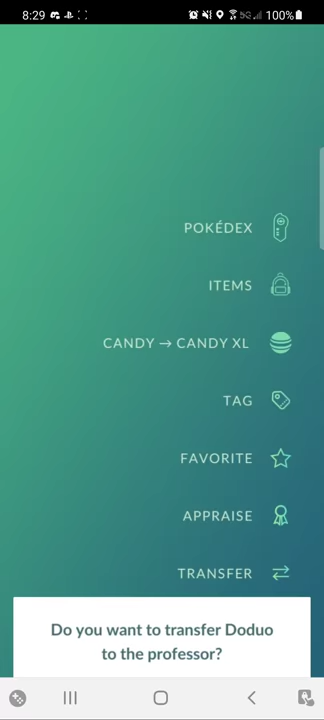 8:29
5G
100%
POKÉDEX
ITEMS
CANDY → CANDY XL
TAG
FAVORITE
APPRAISE
TRANSFER
Do you want to transfer Doduo
to the professor?